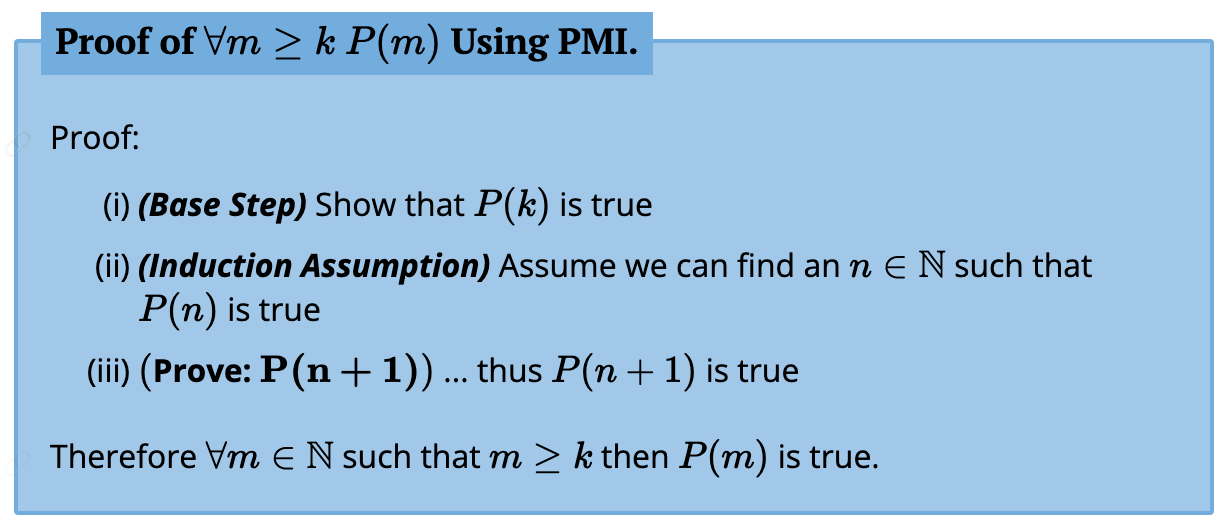 Proof of ∀m ≥ k P(m) Using PMI.
Proof:
(i) (Base Step) Show that P(k) is true
(ii) (Induction Assumption) Assume we can find an n ∈ ℕ such that
P(n) is true
(iii) (Prove: P(n + 1)) ... thus P(n + 1) is true
Therefore ∀m ∈ ℕ such that m ≥ k then P(m) is true.